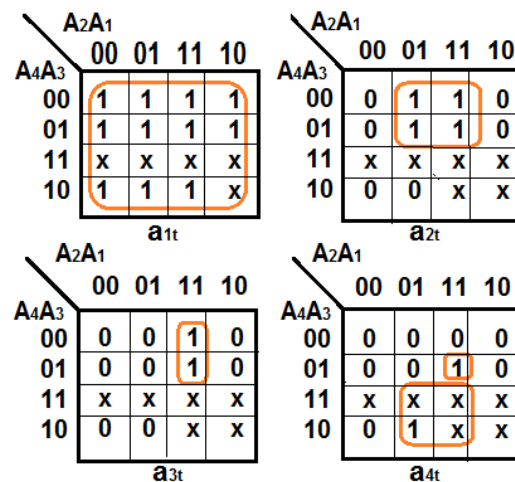 A₂A₁
00 01 11 10
A₄A₃
00 1 1 1 1
01 1 1 1 1
11 x x x x
10 1 1 1 x
a₁t
A₂A₁
00 01 11 10
A₄A₃
00 0 1 1 0
01 0 1 1 0
11 x x x x
10 0 0 x x
a₂t
A₂A₁
00 01 11 10
A₄A₃
00 0 0 1 0
01 0 0 1 0
11 x x x x
10 0 0 x x
a₃t
A₂A₁
00 01 11 10
A₄A₃
00 0 0 0 0
01 0 0 1 0
11 x x x x
10 0 1 x x
a₄t